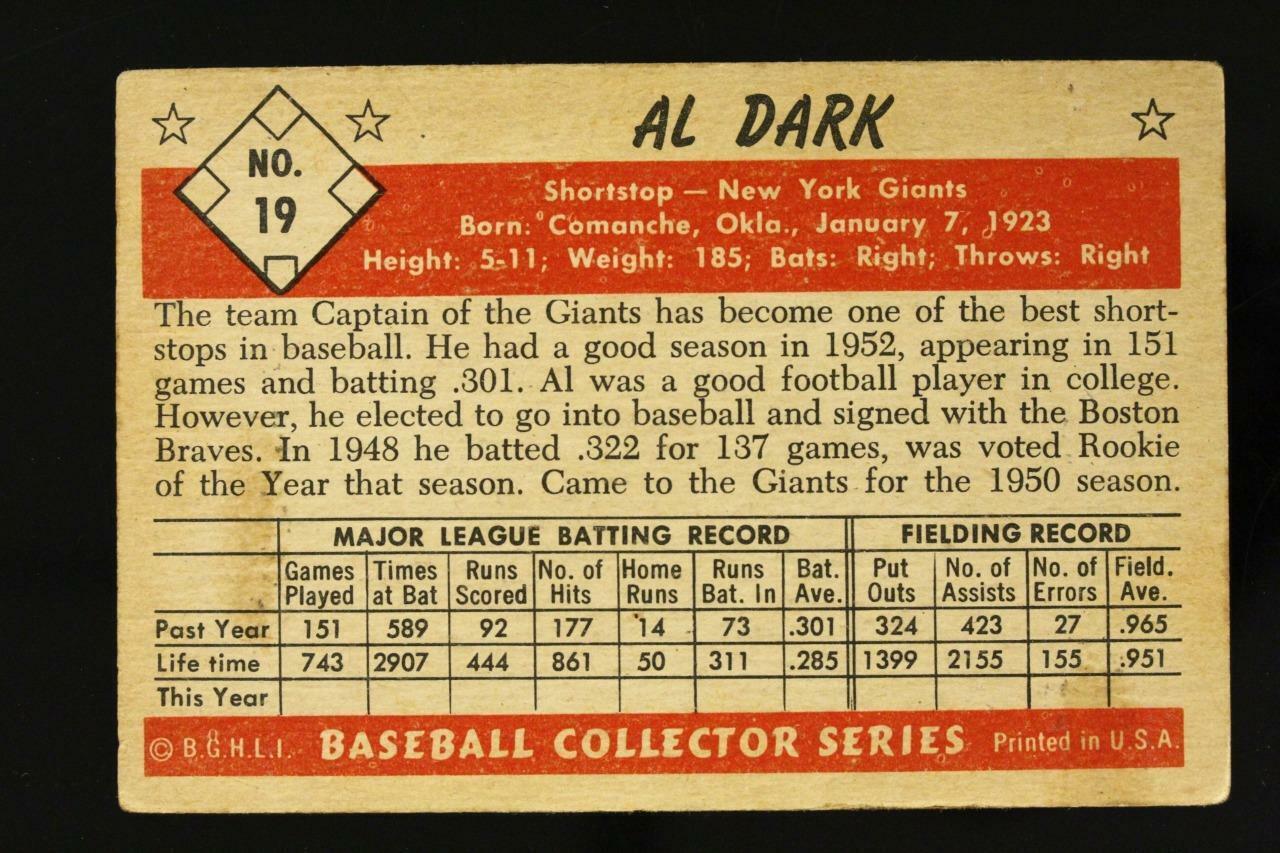 AL DARK
NO.
19
Shortstop — New York Giants
Born: Comanche, Okla., January 7, 1923
Height: 5-11; Weight: 185; Bats: Right; Throws: Right
The team Captain of the Giants has become one of the best short-
stops in baseball. He had a good season in 1952, appearing in 151
games and batting .301. Al was a good football player in college.
However, he elected to go into baseball and signed with the Boston
Braves. In 1948 he batted .322 for 137 games, was voted Rookie
of the Year that season. Came to the Giants for the 1950 season.
MAJOR LEAGUE BATTING RECORD FIELDING RECORD
Games Times Runs No. of Home Runs Bat. Put No. of No. of Field.
Played at Bat Scored Hits Runs Bat. In Ave. Outs Assists Errors Ave.
Past Year 151 589 92 177 14 73 .301 324 423 27 .965
Life time 743 2907 444 861 50 311 .285 1399 2155 155 .951
This Year
© B.G.H.L.I. BASEBALL COLLECTOR SERIES Printed in U.S.A.